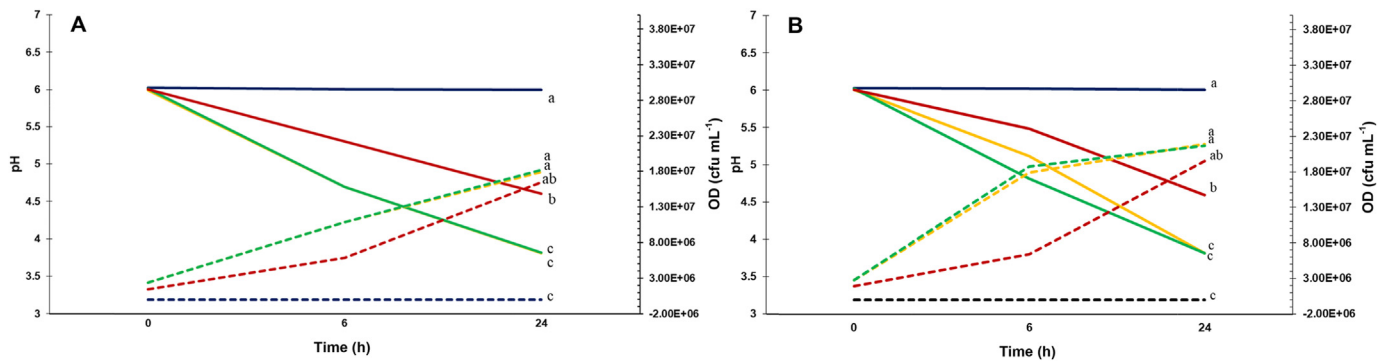 A
pH
7
6.5
6
5.5
5
4.5
4
3.5
3
0
6
24
Time (h)
3.80E+07
3.30E+07
2.80E+07
2.30E+07
1.80E+07
1.30E+07
8.00E+06
3.00E+06
-2.00E+06
OD (cfu mL-1)
a
a
a
ab
b
c
c
c
B
pH
7
6.5
6
5.5
5
4.5
4
3.5
3
0
6
24
Time (h)
3.80E+07
3.30E+07
2.80E+07
2.30E+07
1.80E+07
1.30E+07
8.00E+06
3.00E+06
-2.00E+06
OD (cfu mL-1)
a
a
a
ab
b
c
c
c